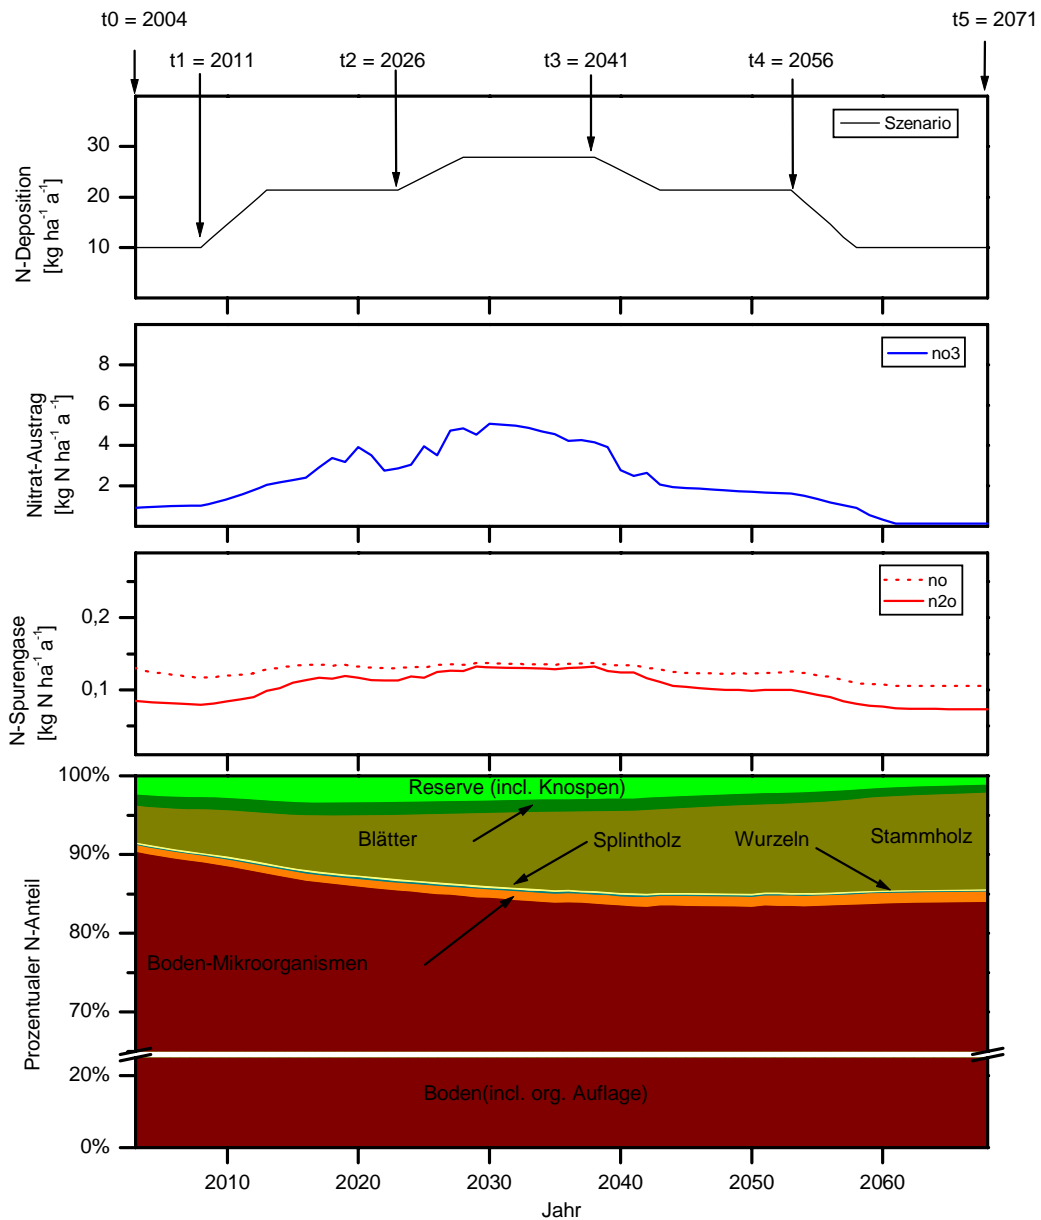 t0 = 2004
t5 = 2071
t1 = 2011
t2 = 2026
t3 = 2041
t4 = 2056
N-Deposition
[kg ha-1 a-1]
30
20
10
Szenario
Nitrat-Austrag
[kg N ha-1 a-1]
8
6
4
2
no3
N-Spurengase
[kg N ha-1 a-1]
0,2
0,1
no
n2o
Prozentualer N-Anteil
100%
90%
80%
70%
20%
0%
Reserve (incl. Knospen)
Blätter
Splintholz
Wurzeln
Stammholz
Boden-Mikroorganismen
Boden(incl. org. Auflage)
2010
2020
2030
2040
2050
2060
Jahr